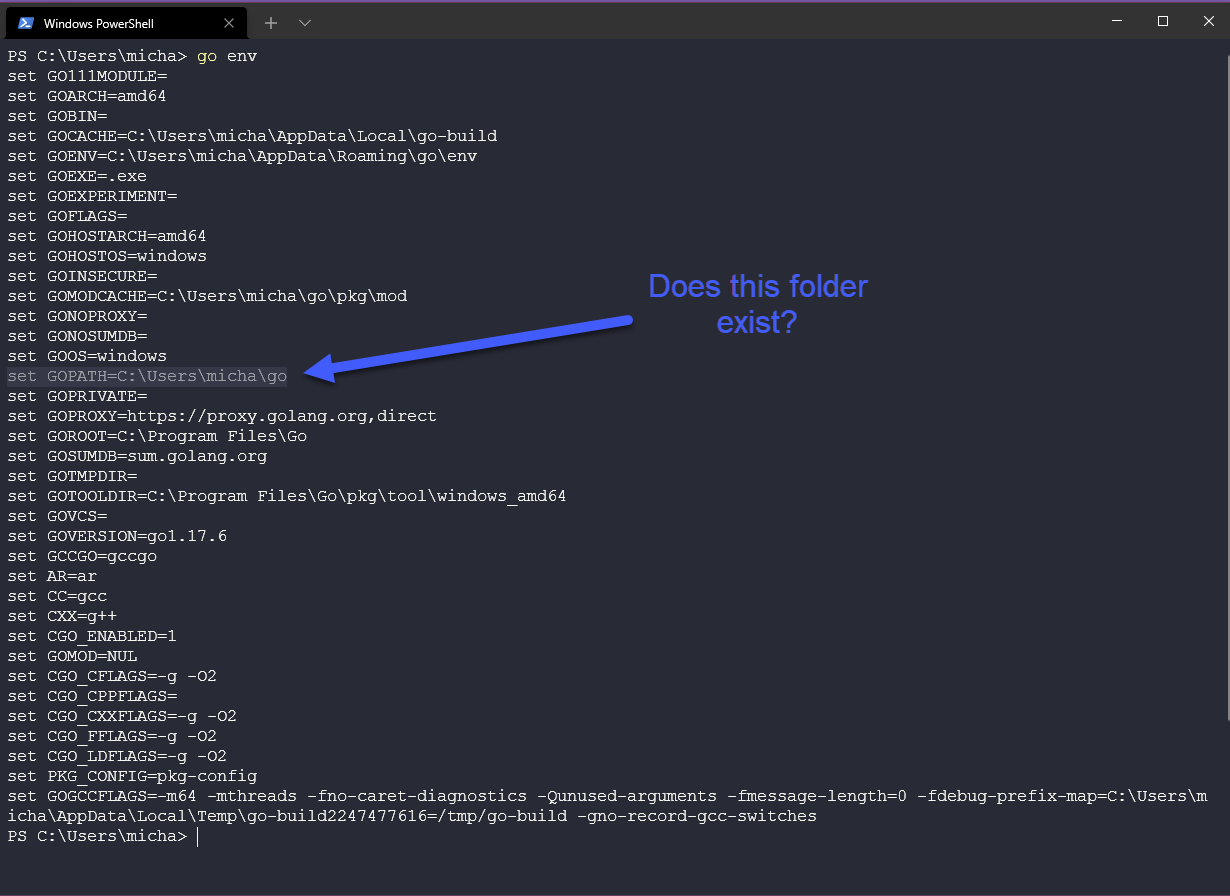 Windows PowerShell
PS C:\Users\micha> go env
set GO111MODULE=
set GOARCH=amd64
set GOBIN=
set GOCACHE=C:\Users\micha\AppData\Local\go-build
set GOENV=C:\Users\micha\AppData\Roaming\go\env
set GOEXE=.exe
set GOEXPERIMENT=
set GOFLAGS=
set GOHOSTARCH=amd64
set GOHOSTOS=windows
set GOINSECURE=
set GOMODCACHE=C:\Users\micha\go\pkg\mod
set GONOPROXY=
set GONOSUMDB=
set GOOS=windows
set GOPATH=C:\Users\micha\go
Does this folder
exist?
set GOPRIVATE=
set GOPROXY=https://proxy.golang.org,direct
set GOROOT=C:\Program Files\Go
set GOSUMDB=sum.golang.org
set GOTMPDIR=
set GOTOOLDIR=C:\Program Files\Go\pkg\tool\windows_amd64
set GOVCS=
set GOVERSION=go1.17.6
set GCCGO=gccgo
set AR=ar
set CC=gcc
set CXX=g++
set CGO_ENABLED=1
set GOMOD=NUL
set CGO_CFLAGS=-g -O2
set CGO_CPPFLAGS=
set CGO_CXXFLAGS=-g -O2
set CGO_FFLAGS=-g -O2
set CGO_LDFLAGS=-g -O2
set PKG_CONFIG=pkg-config
set GOGCCFLAGS=-m64 -mthreads -fno-caret-diagnostics -Qunused-arguments -fmessage-length=0 -fdebug-prefix-map=C:\Users\m
icha\AppData\Local\Temp\go-build2247477616=/tmp/go-build -gno-record-gcc-switches
PS C:\Users\micha>